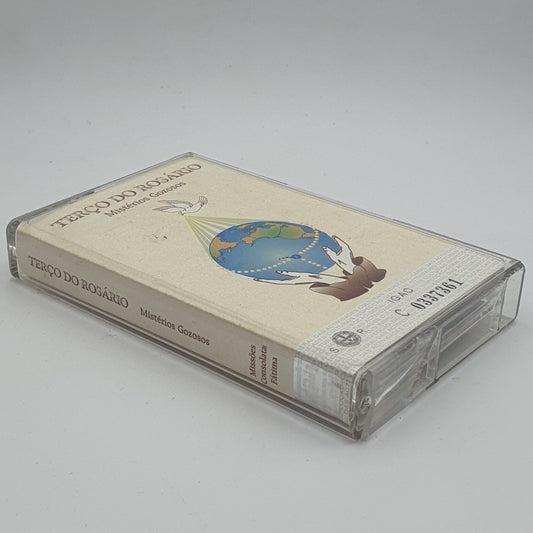 TERÇO DO ROSÁRIO
Mistérios Gozosos
TERÇO DO ROSÁRIO Mistérios Gozosos
Missões
Consolata
Fátima
S R
IGAC
C 0337361